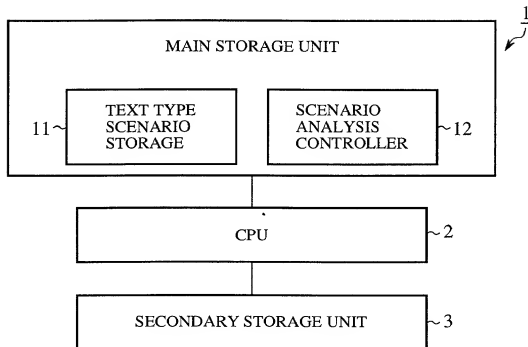 1
MAIN STORAGE UNIT
11
TEXT TYPE
SCENARIO
STORAGE
SCENARIO
ANALYSIS
CONTROLLER
12
CPU
2
SECONDARY STORAGE UNIT
3